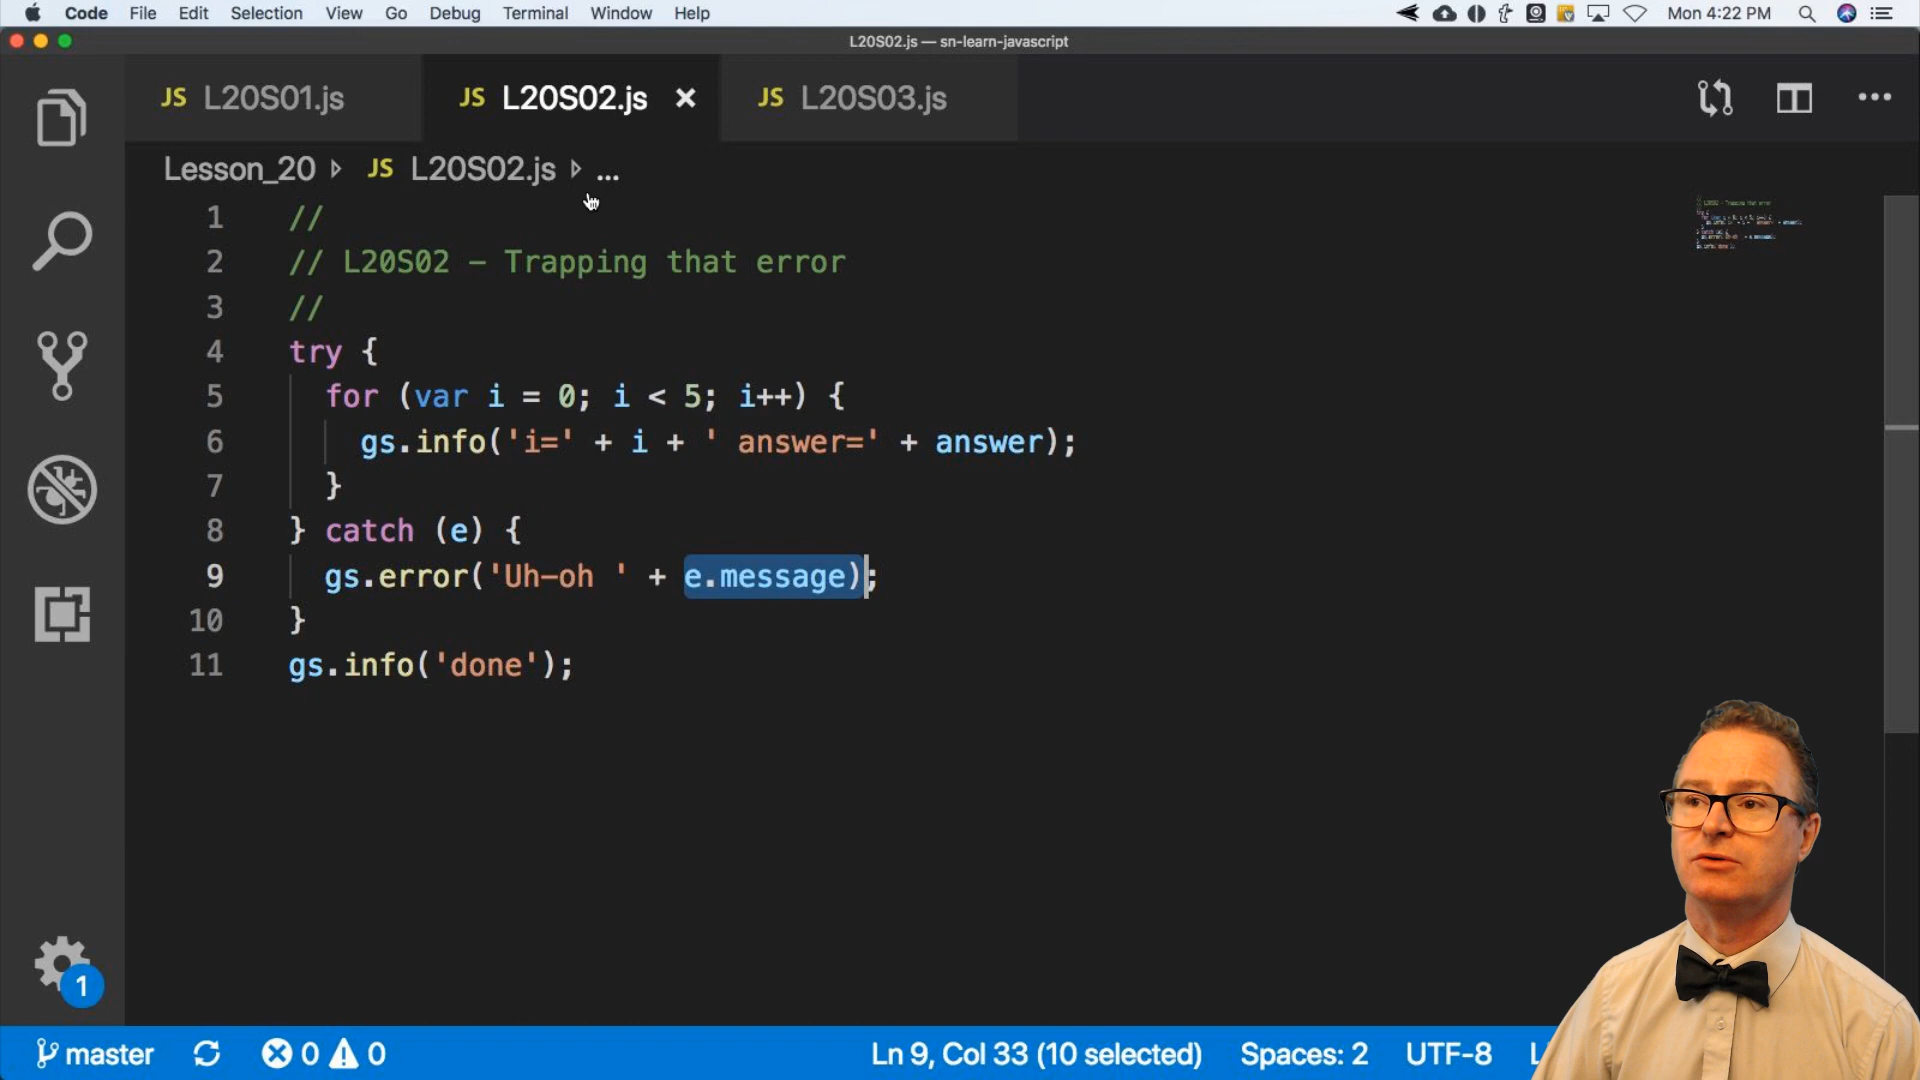 Code File Edit Selection View Go Debug Terminal Window Help Mon 4:22 PM
L20S02.js — sn-learn-javascript
JS L20S01.js JS L20S02.js JS L20S03.js
Lesson_20 JS L20S02.js ...
1 //
2 // L20S02 - Trapping that error
3 //
4 try {
5 for (var i = 0; i < 5; i++) {
6 gs.info('i=' + i + ' answer=' + answer);
7 }
8 } catch (e) {
9 gs.error('Uh-oh ' + e.message);
10 }
11 gs.info('done');
1
master 0 0 Ln 9, Col 33 (10 selected) Spaces: 2 UTF-8